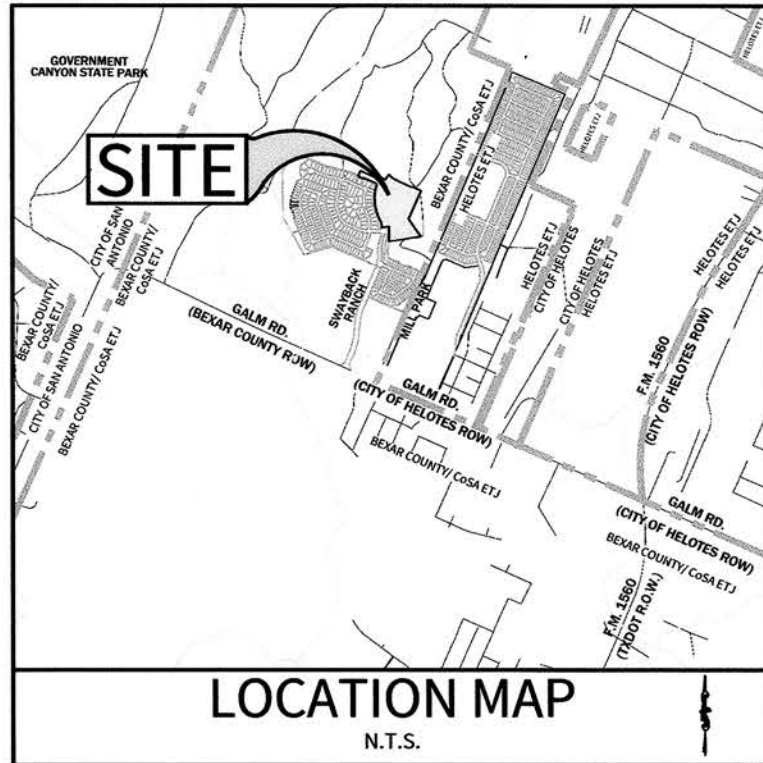 GOVERNMENT
CANYON STATE PARK
SITE
BEXAR COUNTY/ CoSA ETJ
HELOTES ETJ
HELOTES ETJ
HELOTES ETJ
CITY OF SAN
ANTONIO
BEXAR COUNTY/
CoSA ETJ
BEXAR COUNTY/
CoSA ETJ
CITY OF SAN ANTONIO
BEXAR COUNTY/ CoSA ETJ
GALM RD.
(BEXAR COUNTY ROW)
SWAYBACK
RANCH
MILL PARK
HELOTES ETJ
CITY OF HELOTES
CITY OF HELOTES
HELOTES ETJ
HELOTES ETJ
HELOTES ETJ
F.M. 1560
(CITY OF HELOTES ROW)
GALM RD.
(CITY OF HELOTES ROW)
BEXAR COUNTY/ CoSA ETJ
GALM RD.
(CITY OF HELOTES ROW)
BEXAR COUNTY/ CoSA ETJ
F.M. 1560
(TXDOT R.O.W.)
LOCATION MAP
N.T.S.